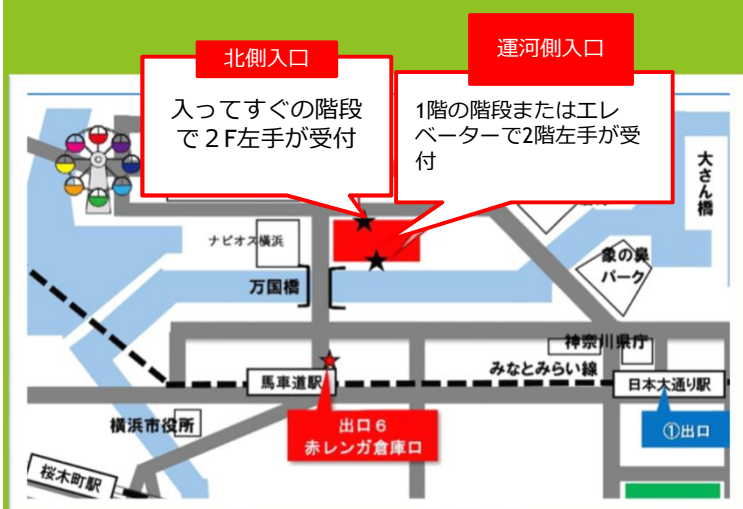 北側入口
入ってすぐの階段
で２F左手が受付
運河側入口
1階の階段またはエレ
ベーターで2階左手が受
付
大さん橋
ナビオス横浜
象の鼻
パーク
万国橋
神奈川県庁
みなとみらい線
馬車道駅
日本大通り駅
横浜市役所
出口６
赤レンガ倉庫口
①出口
桜木町駅